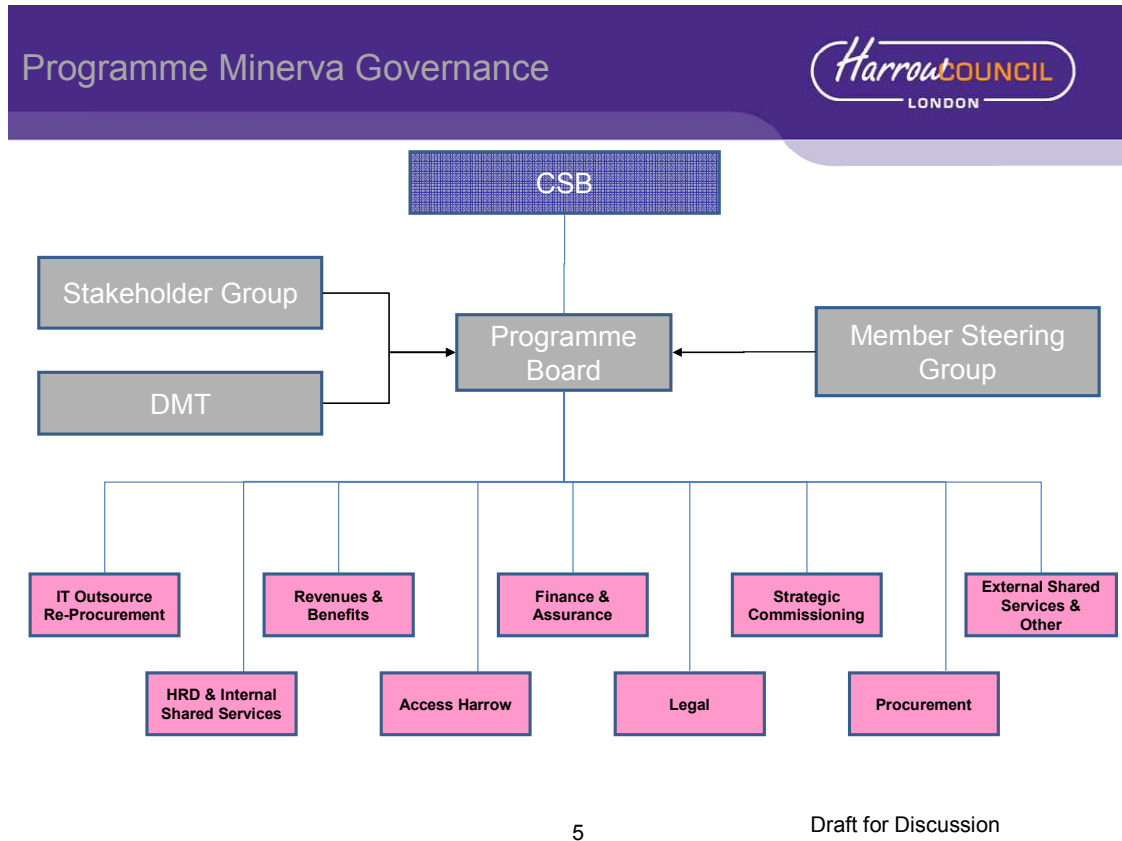 Programme Minerva Governance
HarrowCOUNCIL
LONDON
CSB
Stakeholder Group
DMT
Programme
Board
Member Steering
Group
IT Outsource
Re-Procurement
Revenues &
Benefits
Finance &
Assurance
Strategic
Commissioning
External Shared
Services &
Other
HRD & Internal
Shared Services
Access Harrow
Legal
Procurement
5
Draft for Discussion